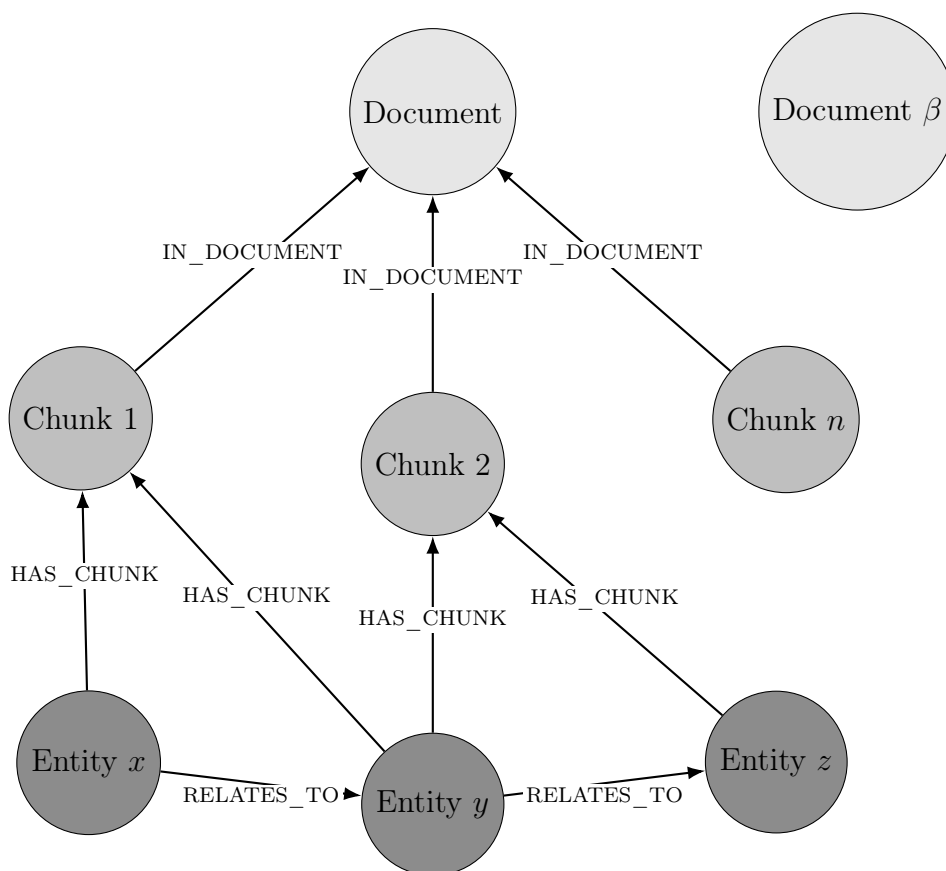 Document
Document β
IN_DOCUMENT
IN_DOCUMENT
IN_DOCUMENT
Chunk 1
Chunk 2
Chunk n
HAS_CHUNK
HAS_CHUNK
HAS_CHUNK
HAS_CHUNK
Entity x
Entity y
Entity z
RELATES_TO
RELATES_TO